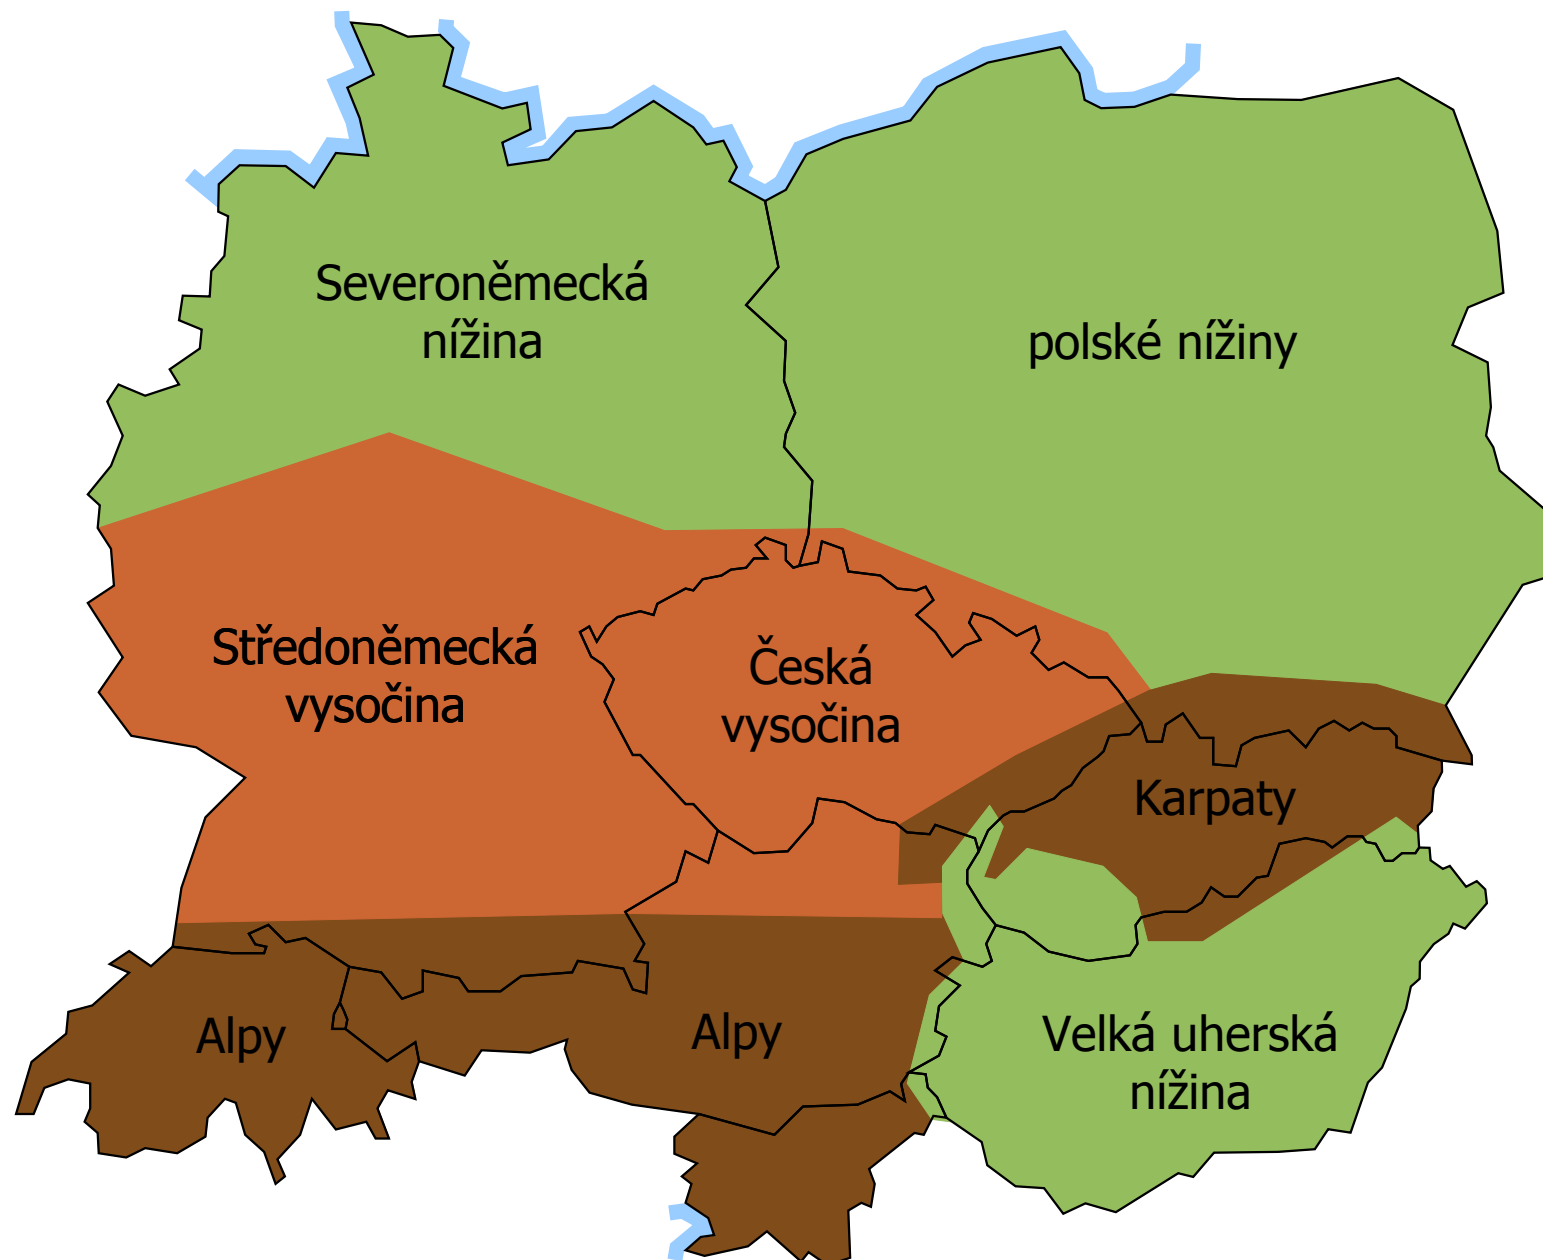 Severoněmecká
nížina
polské nížiny
Středoněmecká
vysočina
Česká
vysočina
Karpaty
Alpy
Alpy
Velká uherská
nížina